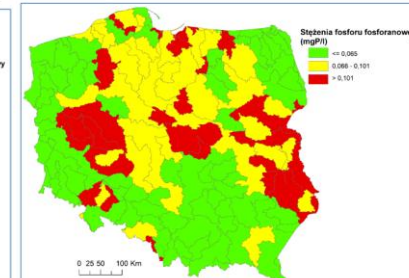 Stężenia fosforu fosforanowe
(mgP/l)
<= 0,065
0,066 - 0,101
> 0,101
0 25 50 100 Km